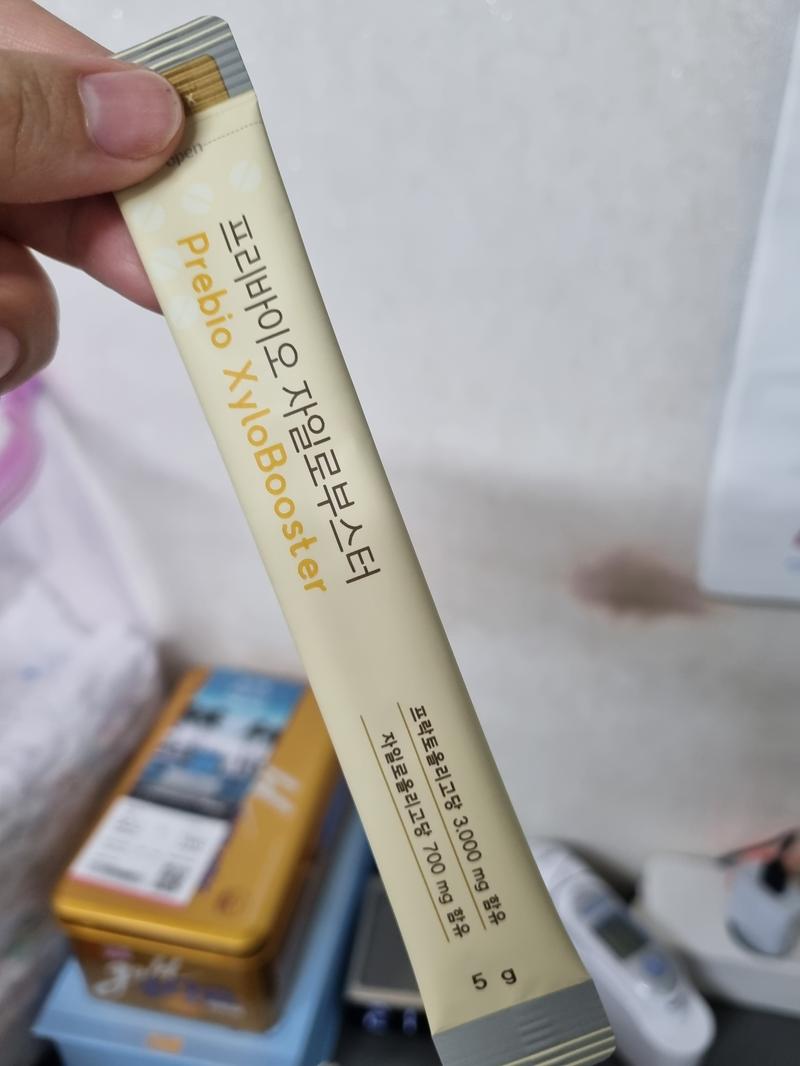 open
프리바이오 자일로부스터
Prebio XyloBooster
프락토올리고당 3,000 mg 함유
자일로올리고당 700 mg 함유
5 g